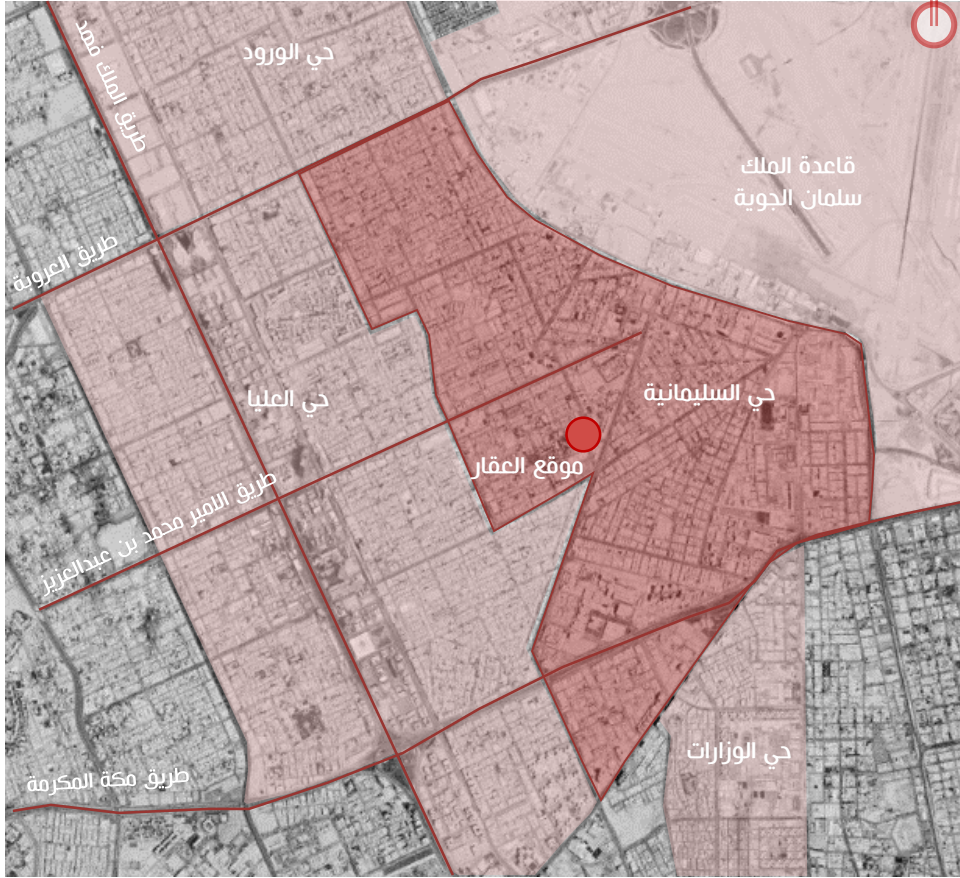 حي الورود
طريق الملك فهد
قاعدة الملك
سلمان الجوية
طريق العروبة
حي العليا
حي السليمانية
موقع العقار
طريق الامير محمد بن عبدالعزيز
حي الوزارات
طريق مكة المكرمة